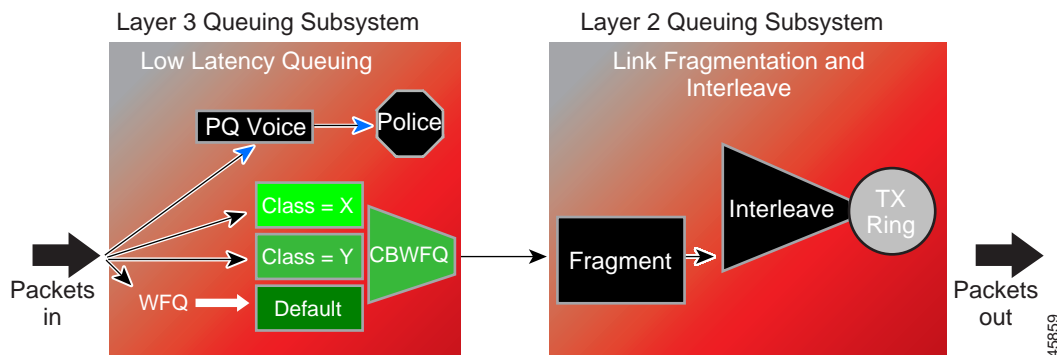 Layer 3 Queuing Subsystem
Layer 2 Queuing Subsystem
Low Latency Queuing
Link Fragmentation and
Interleave
PQ Voice
Police
Class = X
Class = Y
CBWFQ
WFQ
Default
Packets
in
Fragment
Interleave
TX
Ring
Packets
out
45859